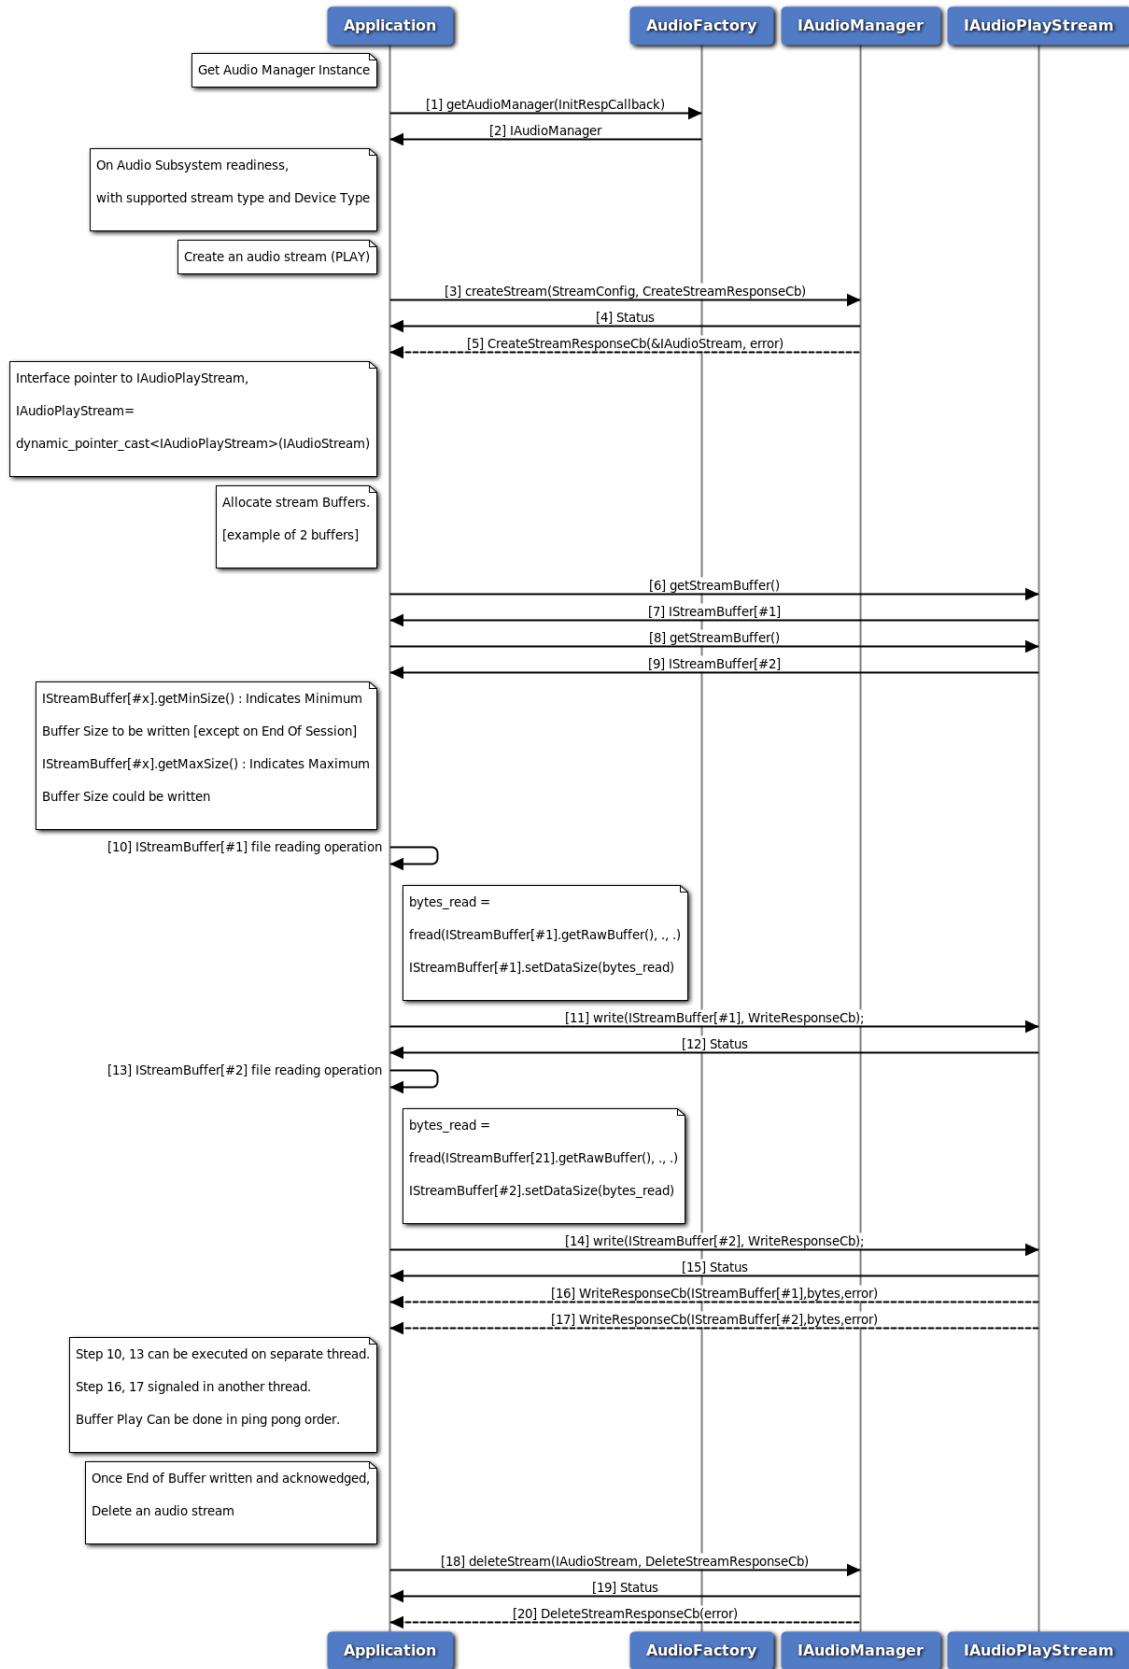 Application
AudioFactory
IAudioManager
IAudioPlayStream
Get Audio Manager Instance
[1] getAudioManager(InitRespCallback)
[2] IAudioManager
On Audio Subsystem readiness,
with supported stream type and Device Type
Create an audio stream (PLAY)
[3] createStream(StreamConfig, CreateStreamResponseCb)
[4] Status
[5] CreateStreamResponseCb(&IAudioStream, error)
Interface pointer to IAudioPlayStream,
IAudioPlayStream=
dynamic_pointer_cast<IAudioPlayStream>(IAudioStream)
Allocate stream Buffers.
[example of 2 buffers]
[6] getStreamBuffer()
[7] IStreamBuffer[#1]
[8] getStreamBuffer()
[9] IStreamBuffer[#2]
IStreamBuffer[#x].getMinSize() : Indicates Minimum
Buffer Size to be written [except on End Of Session]
IStreamBuffer[#x].getMaxSize() : Indicates Maximum
Buffer Size could be written
[10] IStreamBuffer[#1] file reading operation
bytes_read =
fread(IStreamBuffer[#1].getRawBuffer(), ., .)
IStreamBuffer[#1].setDataSize(bytes_read)
[11] write(IStreamBuffer[#1], WriteResponseCb);
[12] Status
[13] IStreamBuffer[#2] file reading operation
bytes_read =
fread(IStreamBuffer[21].getRawBuffer(), ., .)
IStreamBuffer[#2].setDataSize(bytes_read)
[14] write(IStreamBuffer[#2], WriteResponseCb);
[15] Status
[16] WriteResponseCb(IStreamBuffer[#1],bytes,error)
[17] WriteResponseCb(IStreamBuffer[#2],bytes,error)
Step 10, 13 can be executed on separate thread.
Step 16, 17 signaled in another thread.
Buffer Play Can be done in ping pong order.
Once End of Buffer written and acknowedged,
Delete an audio stream
[18] deleteStream(IAudioStream, DeleteStreamResponseCb)
[19] Status
[20] DeleteStreamResponseCb(error)
Application
AudioFactory
IAudioManager
IAudioPlayStream